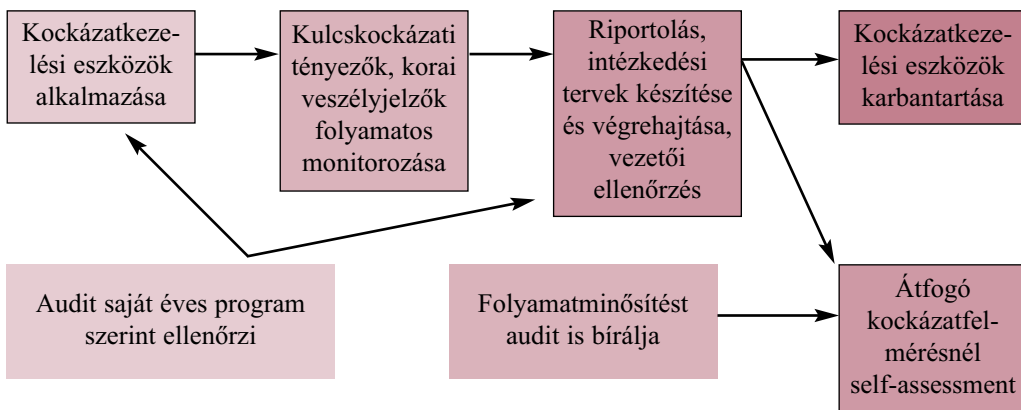 Kockázatkeze-
lési eszközök
alkalmazása
Kulcskockázati
tényezők, korai
veszélyjelzők
folyamatos
monitorozása
Riportolás,
intézkedési
tervek készítése
és végrehajtása,
vezetői
ellenőrzés
Kockázatkeze-
lési eszközök
karbantartása
Audit saját éves program
szerint ellenőrzi
Folyamatminősítést
audit is bírálja
Átfogó
kockázatfel-
mérésnél
self-assessment